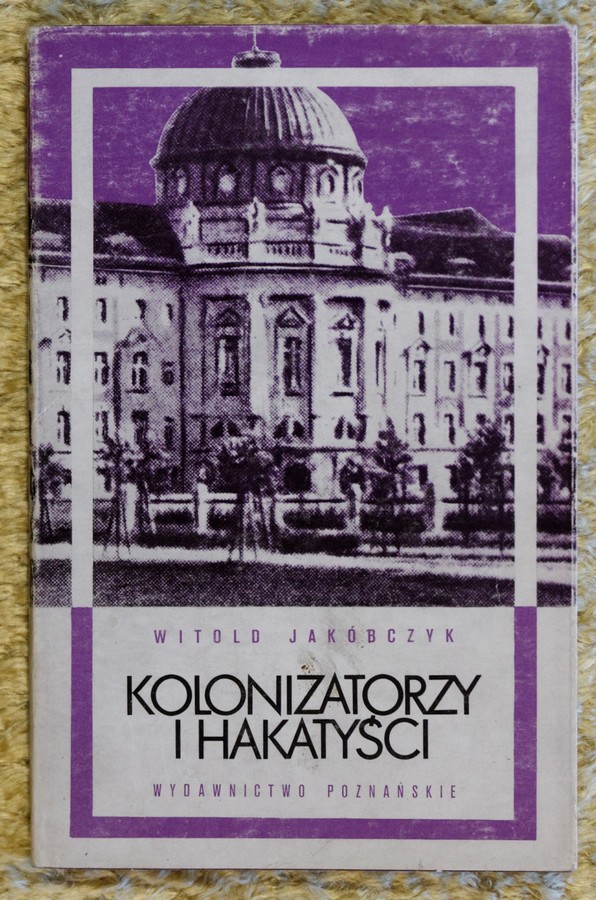 WITOLD JAKÓBCZYK
KOLONIZATORZY
I HAKATYŚCI
WYDAWNICTWO POZNAŃSKIE